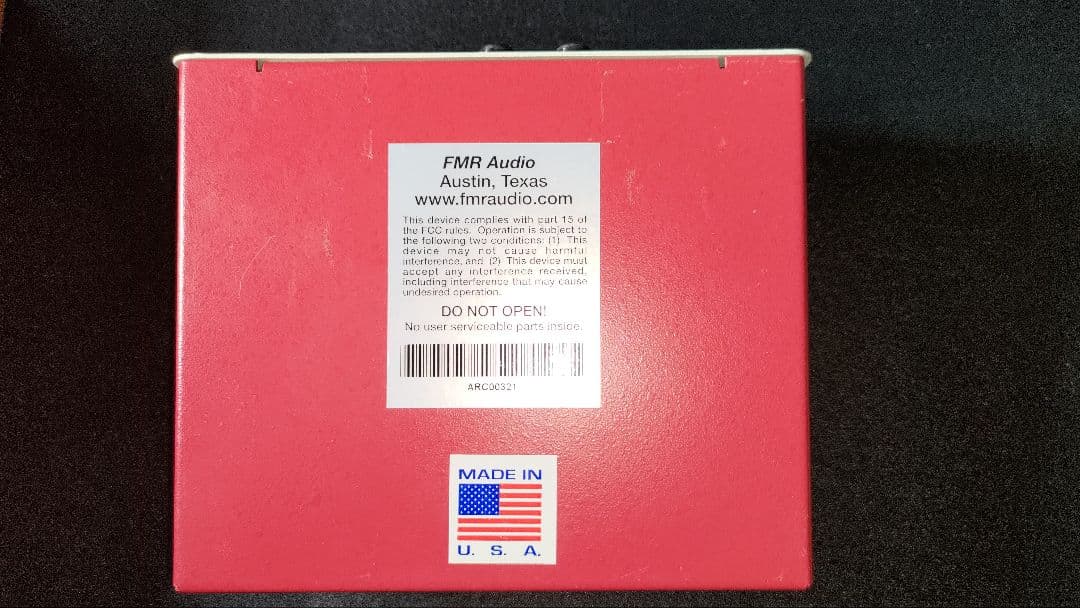 FMR Audio
Austin, Texas
www.fmraudio.com
This device complies with part 15 of
the FCC rules. Operation is subject to
the following two conditions: (1) This
device may not cause harmful
interference, and (2) This device must
accept any interference received,
including interference that may cause
undesired operation.
DO NOT OPEN!
No user serviceable parts inside.
ARC00321
MADE IN
U. S. A.